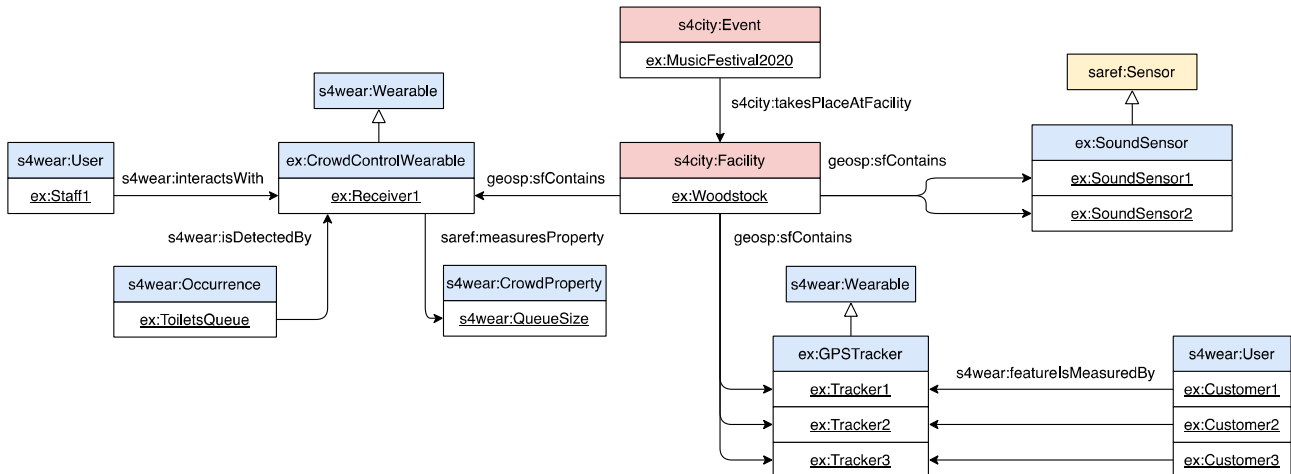 s4city:Event
ex:MusicFestival2020
s4city:takesPlaceAtFacility
saref:Sensor
s4wear:Wearable
s4wear:User
ex:Staff1
s4wear:interactsWith
ex:CrowdControlWearable
ex:Receiver1
geosp:sfContains
s4city:Facility
ex:Woodstock
geosp:sfContains
ex:SoundSensor
ex:SoundSensor1
ex:SoundSensor2
s4wear:isDetectedBy
saref:measuresProperty
geosp:sfContains
s4wear:Occurrence
ex:ToiletsQueue
s4wear:CrowdProperty
s4wear:QueueSize
s4wear:Wearable
ex:GPSTracker
ex:Tracker1
ex:Tracker2
ex:Tracker3
s4wear:featureIsMeasuredBy
s4wear:User
ex:Customer1
ex:Customer2
ex:Customer3